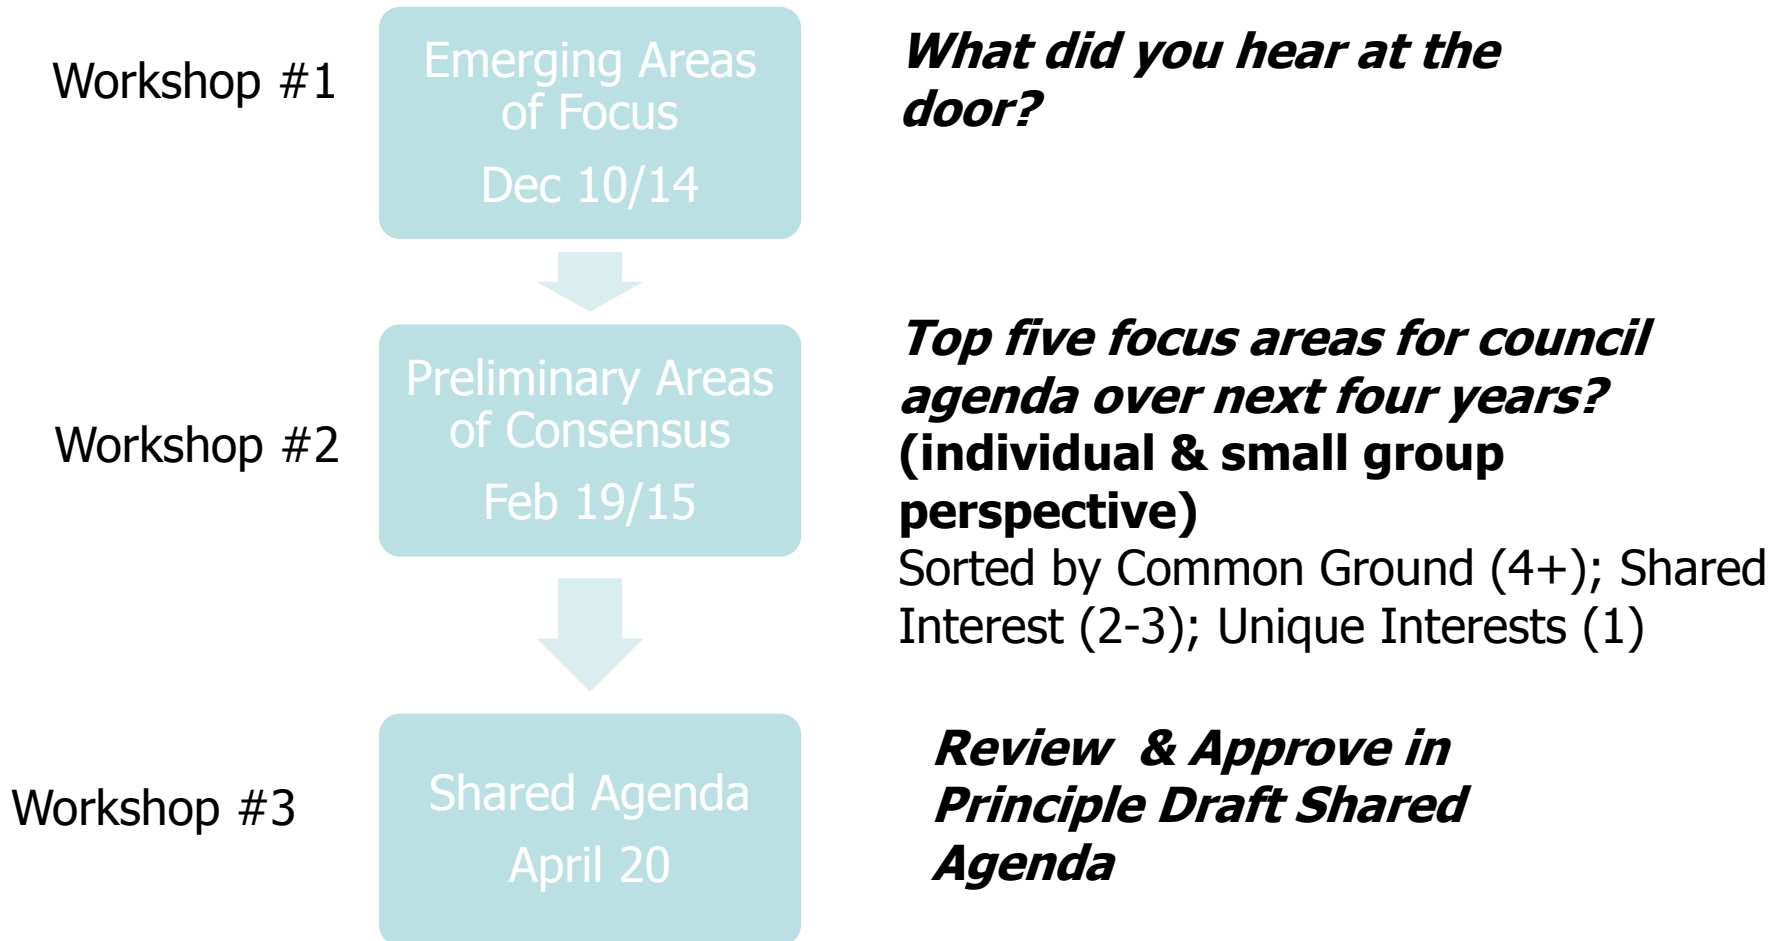 Workshop #1
Emerging Areas
of Focus
Dec 10/14
What did you hear at the
door?
Workshop #2
Preliminary Areas
of Consensus
Feb 19/15
Top five focus areas for council
agenda over next four years?
(individual & small group
perspective)
Sorted by Common Ground (4+); Shared
Interest (2-3); Unique Interests (1)
Workshop #3
Shared Agenda
April 20
Review  & Approve in
Principle Draft Shared
Agenda